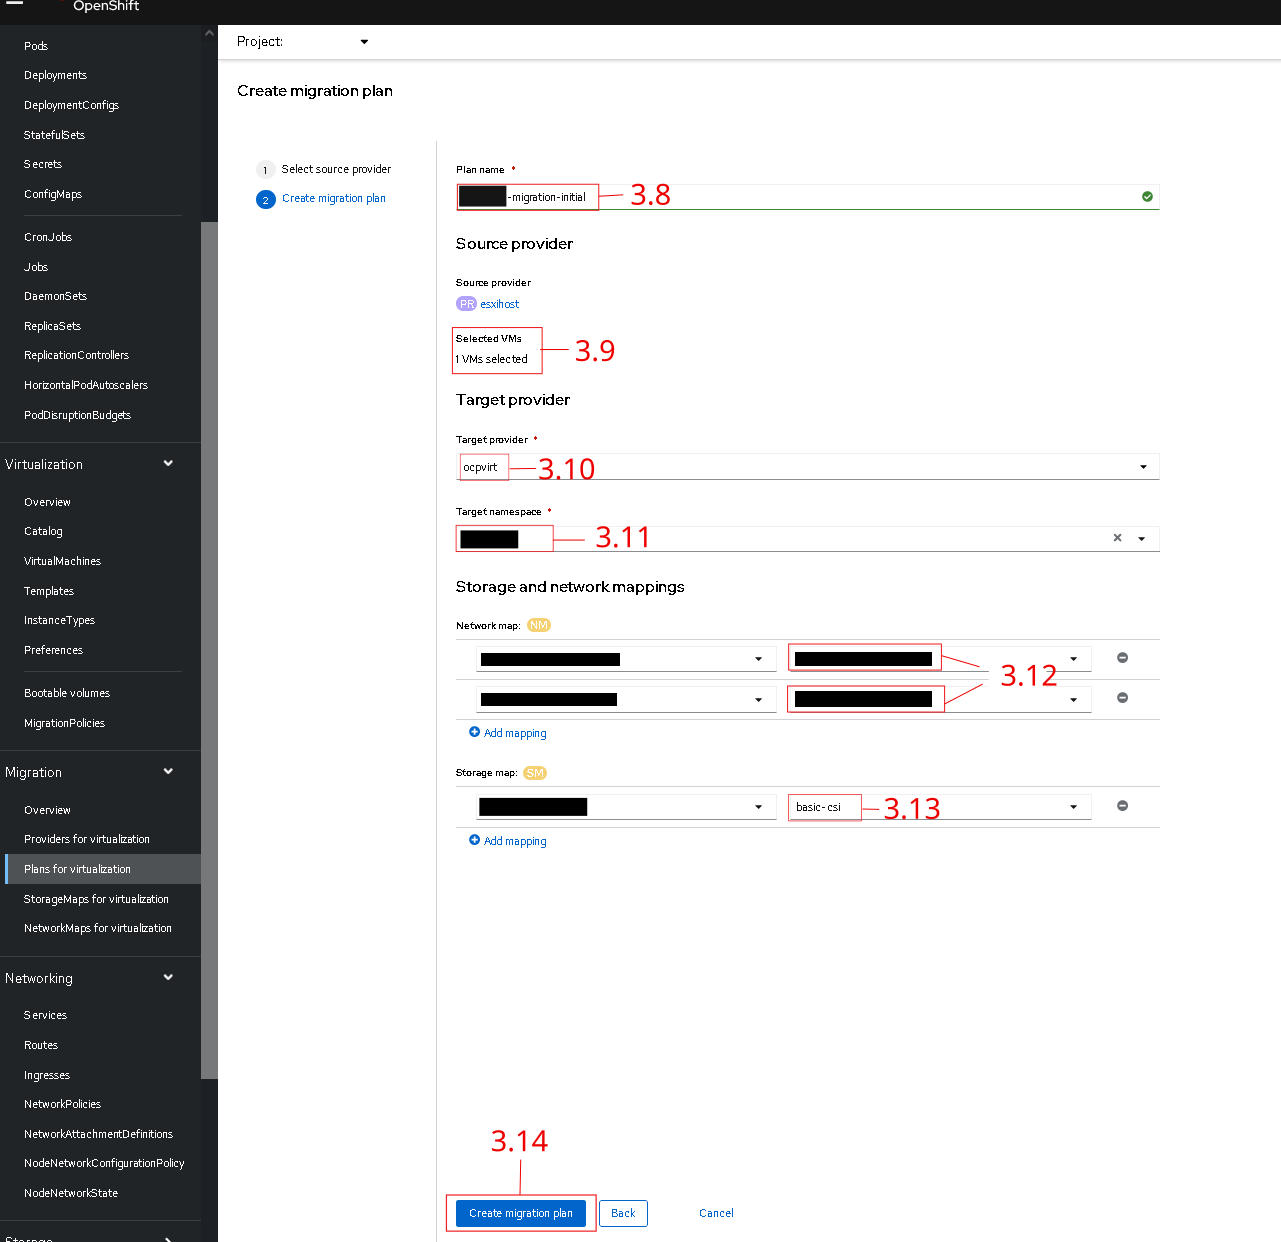 OpenShift
Pods
Deployments
DeploymentConfigs
StatefulSets
Secrets
ConfigMaps
CronJobs
Jobs
DaemonSets
ReplicaSets
ReplicationControllers
HorizontalPodAutoscalers
PodDisruptionBudgets
Virtualization
Overview
Catalog
VirtualMachines
Templates
InstanceTypes
Preferences
Bootable volumes
MigrationPolicies
Migration
Overview
Providers for virtualization
Plans for virtualization
StorageMaps for virtualization
NetworkMaps for virtualization
Networking
Services
Routes
Ingresses
NetworkPolicies
NetworkAttachmentDefinitions
NodeNetworkConfigurationPolicy
NodeNetworkState
Storage
Project:
Create migration plan
1 Select source provider
2 Create migration plan
Plan name *
-migration-initial 3.8
Source provider
Source provider
PR esxihost
Selected VMs
1 VMs selected
3.9
Target provider
Target provider *
ocpvirt 3.10
Target namespace *
3.11
Storage and network mappings
Network map: NM
3.12
Add mapping
Storage map: SM
basic-csi 3.13
Add mapping
3.14
Create migration plan Back Cancel